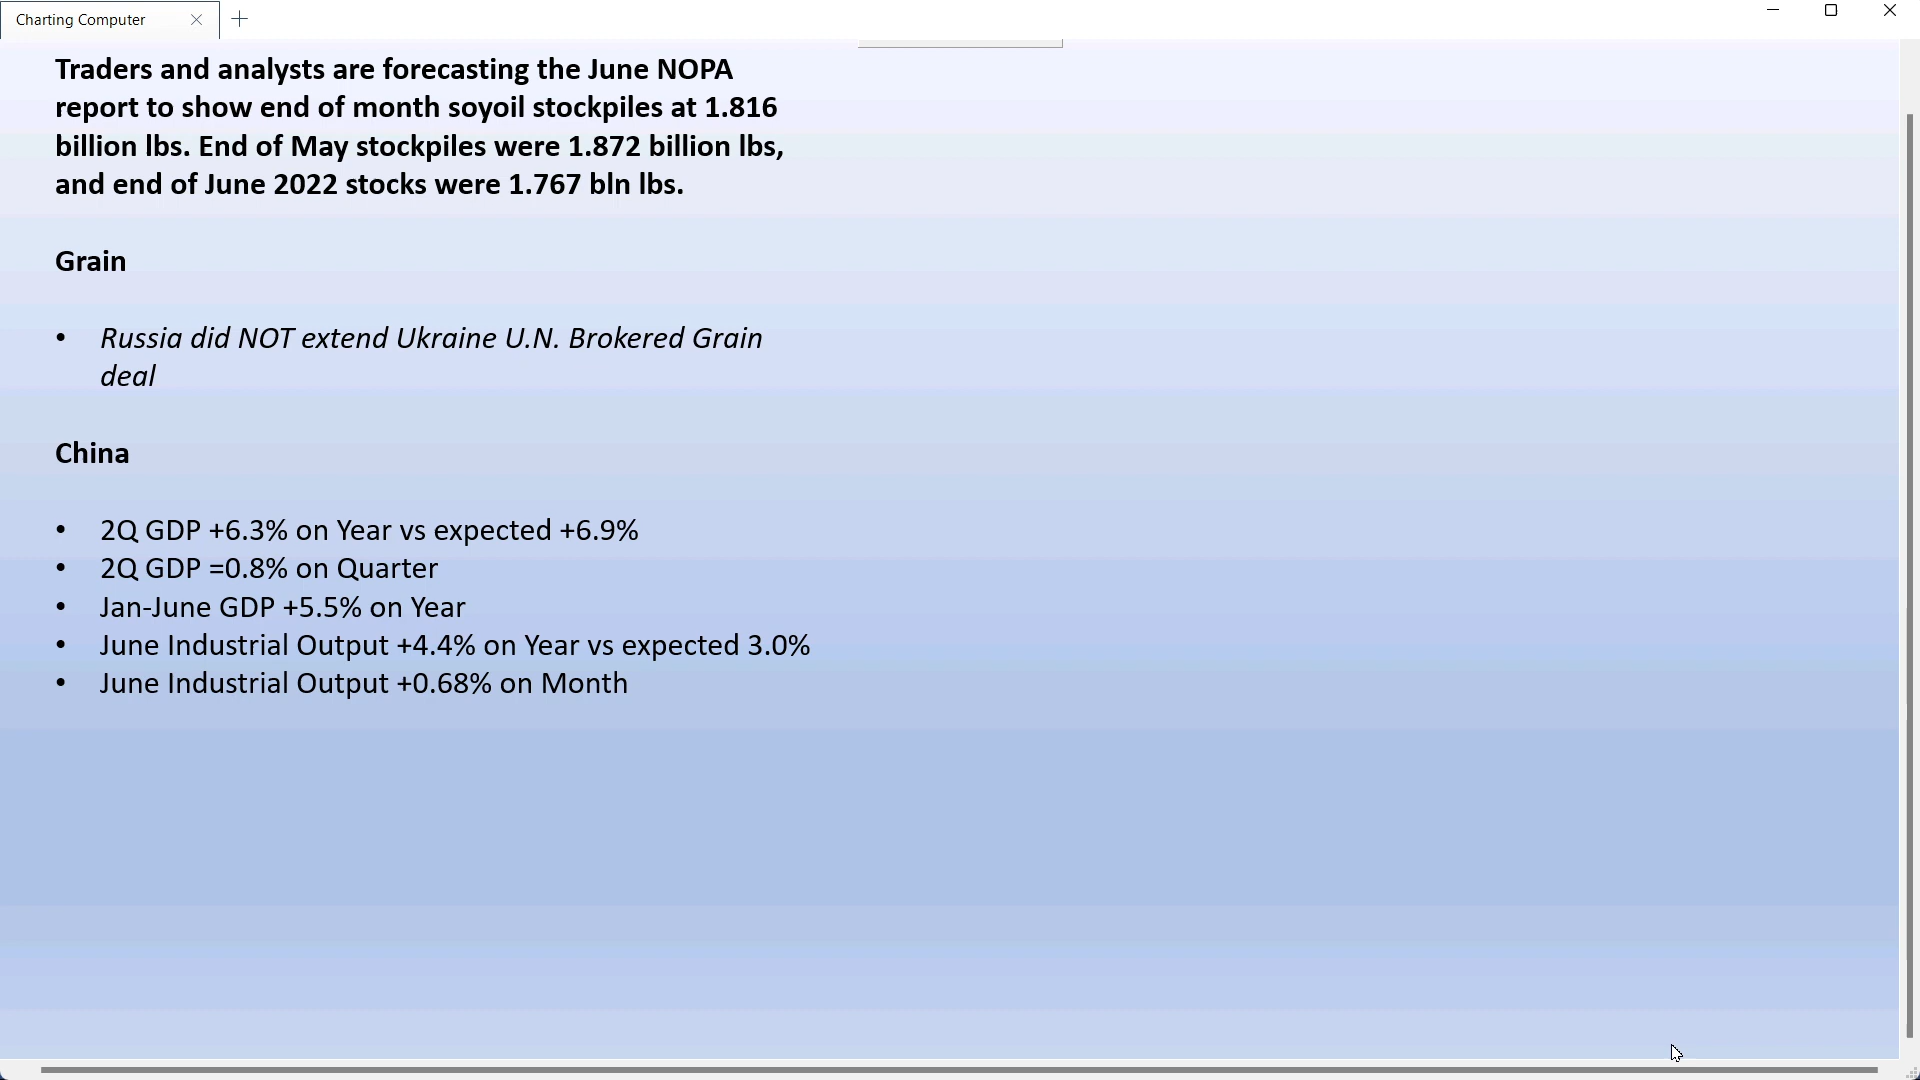 Charting Computer
Traders and analysts are forecasting the June NOPA
report to show end of month soyoil stockpiles at 1.816
billion lbs. End of May stockpiles were 1.872 billion lbs,
and end of June 2022 stocks were 1.767 bln lbs.
Grain
• Russia did NOT extend Ukraine U.N. Brokered Grain
deal
China
• 2Q GDP +6.3% on Year vs expected +6.9%
• 2Q GDP =0.8% on Quarter
• Jan-June GDP +5.5% on Year
• June Industrial Output +4.4% on Year vs expected 3.0%
• June Industrial Output +0.68% on Month